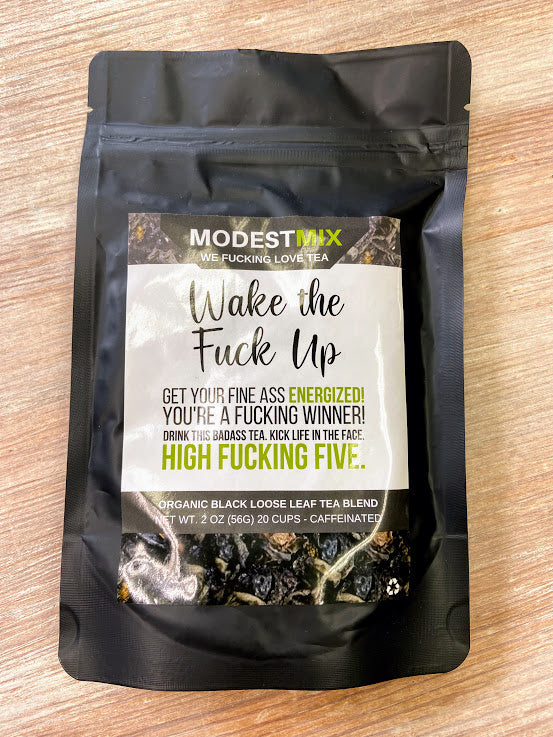 MODESTMIX
WE FUCKING LOVE TEA
Wake the
Fuck Up
GET YOUR FINE ASS ENERGIZED!
YOU'RE A FUCKING WINNER!
DRINK THIS BADASS TEA. KICK LIFE IN THE FACE.
HIGH FUCKING FIVE.
ORGANIC BLACK LOOSE LEAF TEA BLEND
NET WT. 2 OZ (56G) 20 CUPS - CAFFEINATED